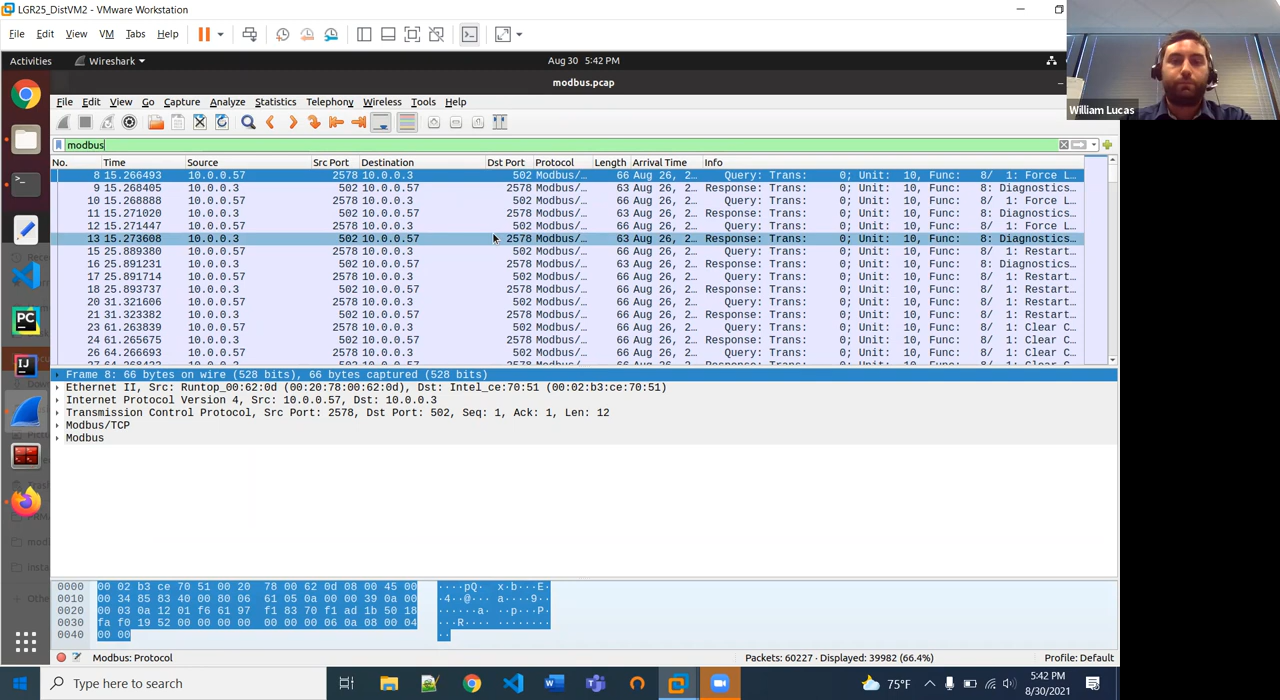 LGR25_DistVM2 - VMware Workstation
File Edit View VM Tabs Help
William Lucas
Activities Wireshark Aug 30 5:42 PM
modbus.pcap
File Edit View Go Capture Analyze Statistics Telephony Wireless Tools Help
modbus
No. Time Source Src Port Destination Dst Port Protocol Length Arrival Time Info
8 15.266493 10.0.0.57 2578 10.0.0.3 502 Modbus/… 66 Aug 26, 2… Query: Trans: 0; Unit: 10, Func: 8/ 1: Force L…
9 15.268405 10.0.0.3 502 10.0.0.57 2578 Modbus/… 63 Aug 26, 2… Response: Trans: 0; Unit: 10, Func: 8: Diagnostics…
10 15.268888 10.0.0.57 2578 10.0.0.3 502 Modbus/… 66 Aug 26, 2… Query: Trans: 0; Unit: 10, Func: 8/ 1: Force L…
11 15.271020 10.0.0.3 502 10.0.0.57 2578 Modbus/… 63 Aug 26, 2… Response: Trans: 0; Unit: 10, Func: 8: Diagnostics…
12 15.271447 10.0.0.57 2578 10.0.0.3 502 Modbus/… 66 Aug 26, 2… Query: Trans: 0; Unit: 10, Func: 8/ 1: Force L…
13 15.273608 10.0.0.3 502 10.0.0.57 2578 Modbus/… 63 Aug 26, 2… Response: Trans: 0; Unit: 10, Func: 8: Diagnostics…
15 25.889380 10.0.0.57 2578 10.0.0.3 502 Modbus/… 66 Aug 26, 2… Query: Trans: 0; Unit: 10, Func: 8/ 1: Restart…
16 25.891231 10.0.0.3 502 10.0.0.57 2578 Modbus/… 63 Aug 26, 2… Response: Trans: 0; Unit: 10, Func: 8: Diagnostics…
17 25.891714 10.0.0.57 2578 10.0.0.3 502 Modbus/… 66 Aug 26, 2… Query: Trans: 0; Unit: 10, Func: 8/ 1: Restart…
18 25.893737 10.0.0.3 502 10.0.0.57 2578 Modbus/… 66 Aug 26, 2… Response: Trans: 0; Unit: 10, Func: 8/ 1: Restart…
20 31.321606 10.0.0.57 2578 10.0.0.3 502 Modbus/… 66 Aug 26, 2… Query: Trans: 0; Unit: 10, Func: 8/ 1: Restart…
21 31.323382 10.0.0.3 502 10.0.0.57 2578 Modbus/… 66 Aug 26, 2… Response: Trans: 0; Unit: 10, Func: 8/ 1: Restart…
23 61.263839 10.0.0.57 2578 10.0.0.3 502 Modbus/… 66 Aug 26, 2… Query: Trans: 0; Unit: 10, Func: 8/ 1: Clear C…
24 61.265675 10.0.0.3 502 10.0.0.57 2578 Modbus/… 66 Aug 26, 2… Response: Trans: 0; Unit: 10, Func: 8/ 1: Clear C…
26 64.266693 10.0.0.57 2578 10.0.0.3 502 Modbus/… 66 Aug 26, 2… Query: Trans: 0; Unit: 10, Func: 8/ 1: Clear C…
Frame 8: 66 bytes on wire (528 bits), 66 bytes captured (528 bits)
Ethernet II, Src: Runtop_00:62:0d (00:20:78:00:62:0d), Dst: Intel_ce:70:51 (00:02:b3:ce:70:51)
Internet Protocol Version 4, Src: 10.0.0.57, Dst: 10.0.0.3
Transmission Control Protocol, Src Port: 2578, Dst Port: 502, Seq: 1, Ack: 1, Len: 12
Modbus/TCP
Modbus
0000 00 02 b3 ce 70 51 00 20 78 00 62 0d 08 00 45 00 ····pQ· x·b···E·
0010 00 34 85 83 40 00 80 06 61 05 0a 00 00 39 0a 00 ·4··@··· a····9··
0020 00 03 0a 12 01 f6 61 97 f1 83 70 f1 ad 1b 50 18 ······a· ··p···P·
0030 fa f0 19 52 00 00 00 00 00 00 00 06 0a 08 00 04 ···R···· ········
0040 00 00 ··
Modbus: Protocol Packets: 60227 · Displayed: 39982 (66.4%) Profile: Default
Type here to search
75°F
5:42 PM
8/30/2021